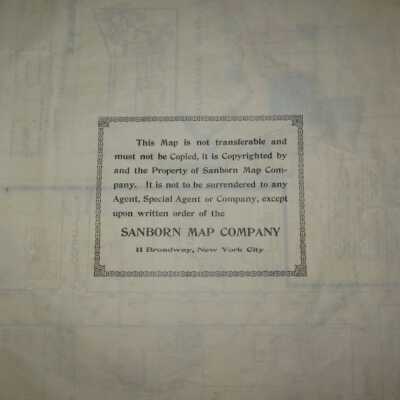 This Map is not transferable and
must not be Copied, it is Copyrighted by
and the Property of Sanborn Map Com-
pany. It is not to be surrendered to any
Agent, Special Agent or Company, except
upon written order of the
SANBORN MAP COMPANY
11 Broadway, New York City